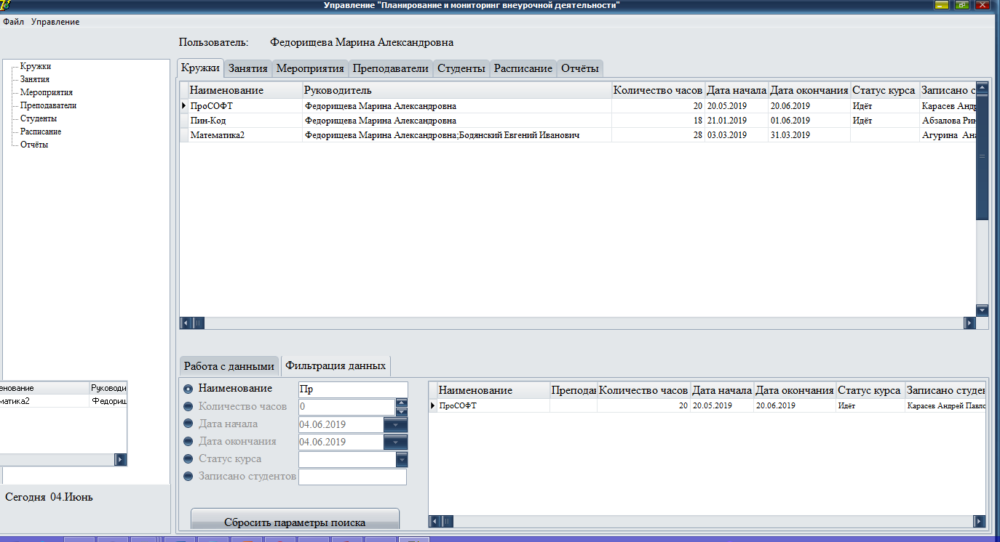 Управление "Планирование и мониторинг внеурочной деятельности"
Файл Управление
Пользователь: Федорищева Марина Александровна
Кружки
Занятия
Мероприятия
Преподаватели
Студенты
Расписание
Отчёты
Кружки Занятия Мероприятия Преподаватели Студенты Расписание Отчёты
Наименование Руководитель Количество часов Дата начала Дата окончания Статус курса Записано с
ПроСОФТ Федорищева Марина Александровна 20 20.05.2019 20.06.2019 Идёт Карасев Анд
Пин-Код Федорищева Марина Александровна 18 21.01.2019 01.06.2019 Идёт Абзалова Рин
Математика2 Федорищева Марина Александровна;Бодянский Евгений Иванович 28 03.03.2019 31.03.2019 Агурина Ана
енование Руководи
матика2 Федорищ
Сегодня 04.Июнь
Работа с данными Фильтрация данных
Наименование Пр
Количество часов 0
Дата начала 04.06.2019
Дата окончания 04.06.2019
Статус курса
Записано студентов
Сбросить параметры поиска
Наименование Препода Количество часов Дата начала Дата окончания Статус курса Записано студе
ПроСОФТ 20 20.05.2019 20.06.2019 Идёт Карасев Андрей Павло